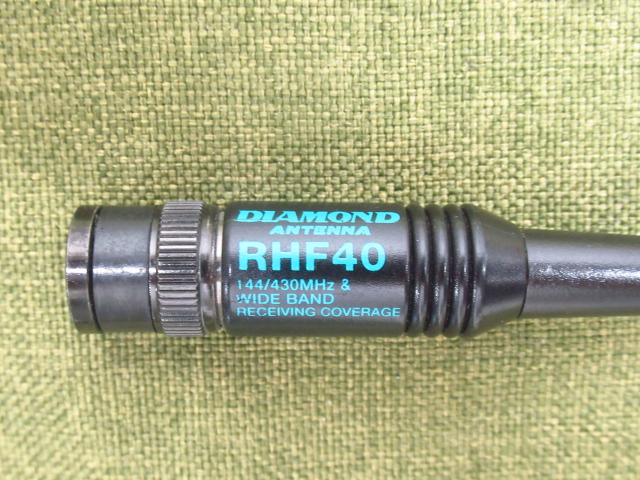 DIAMOND
ANTENNA
RHF40
144/430MHz &
WIDE BAND
RECEIVING COVERAGE